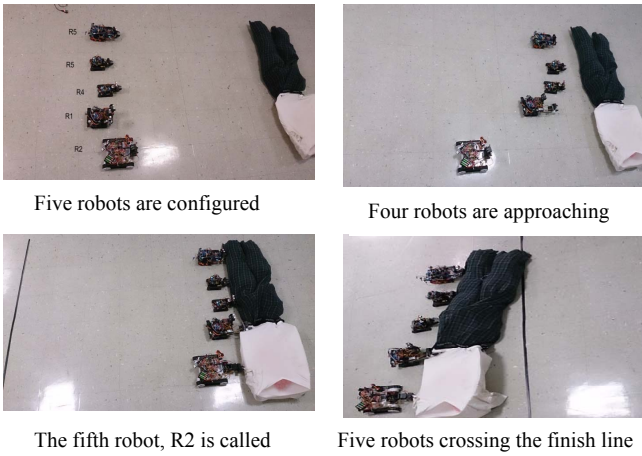 R5
R5
R4
R1
R2
Five robots are configured
Four robots are approaching
The fifth robot, R2 is called
Five robots crossing the finish line